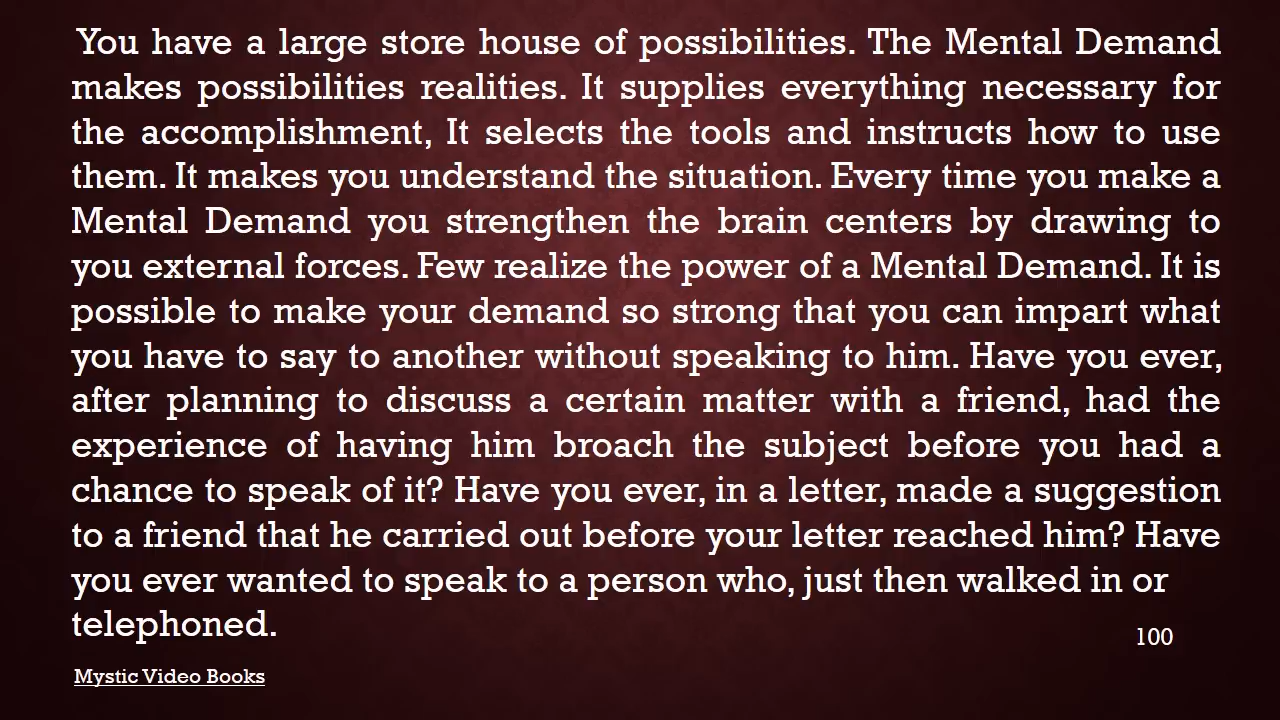 You have a large store house of possibilities. The Mental Demand
makes possibilities realities. It supplies everything necessary for
the accomplishment, It selects the tools and instructs how to use
them. It makes you understand the situation. Every time you make a
Mental Demand you strengthen the brain centers by drawing to
you external forces. Few realize the power of a Mental Demand. It is
possible to make your demand so strong that you can impart what
you have to say to another without speaking to him. Have you ever,
after planning to discuss a certain matter with a friend, had the
experience of having him broach the subject before you had a
chance to speak of it? Have you ever, in a letter, made a suggestion
to a friend that he carried out before your letter reached him? Have
you ever wanted to speak to a person who, just then walked in or
telephoned.
100
Mystic Video Books